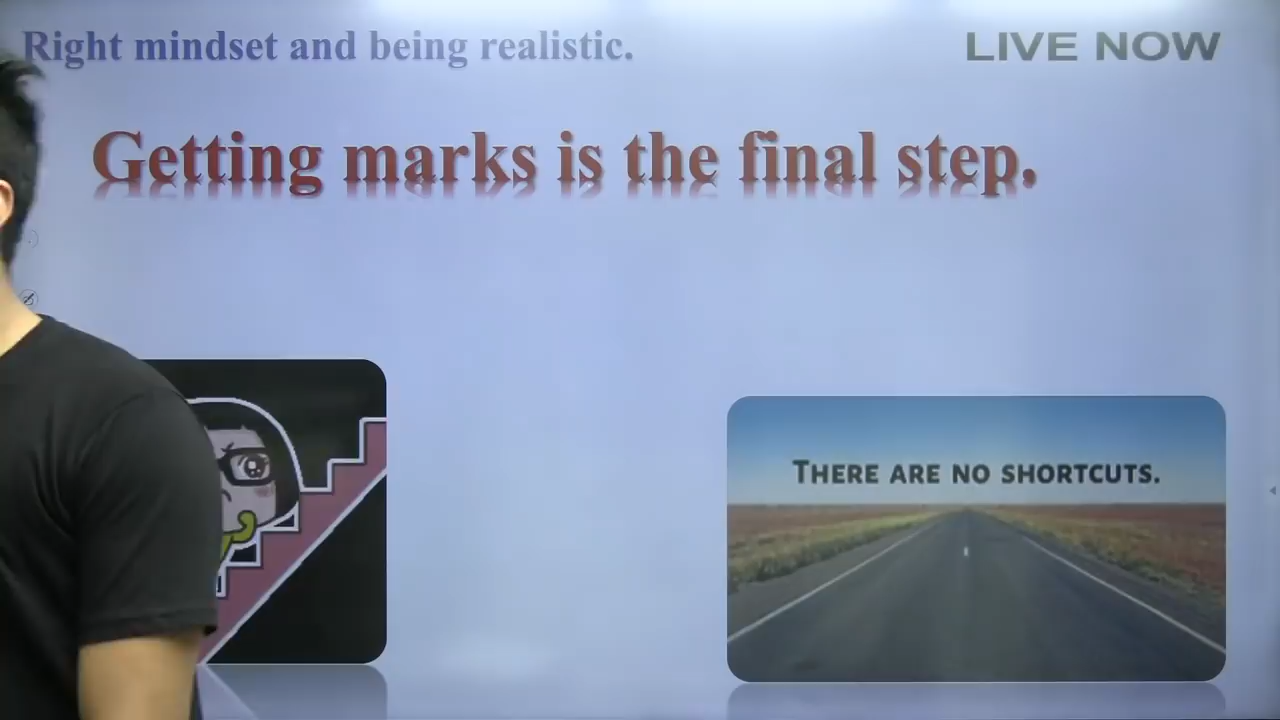 Right mindset and being realistic.
LIVE NOW
Getting marks is the final step.
THERE ARE NO SHORTCUTS.